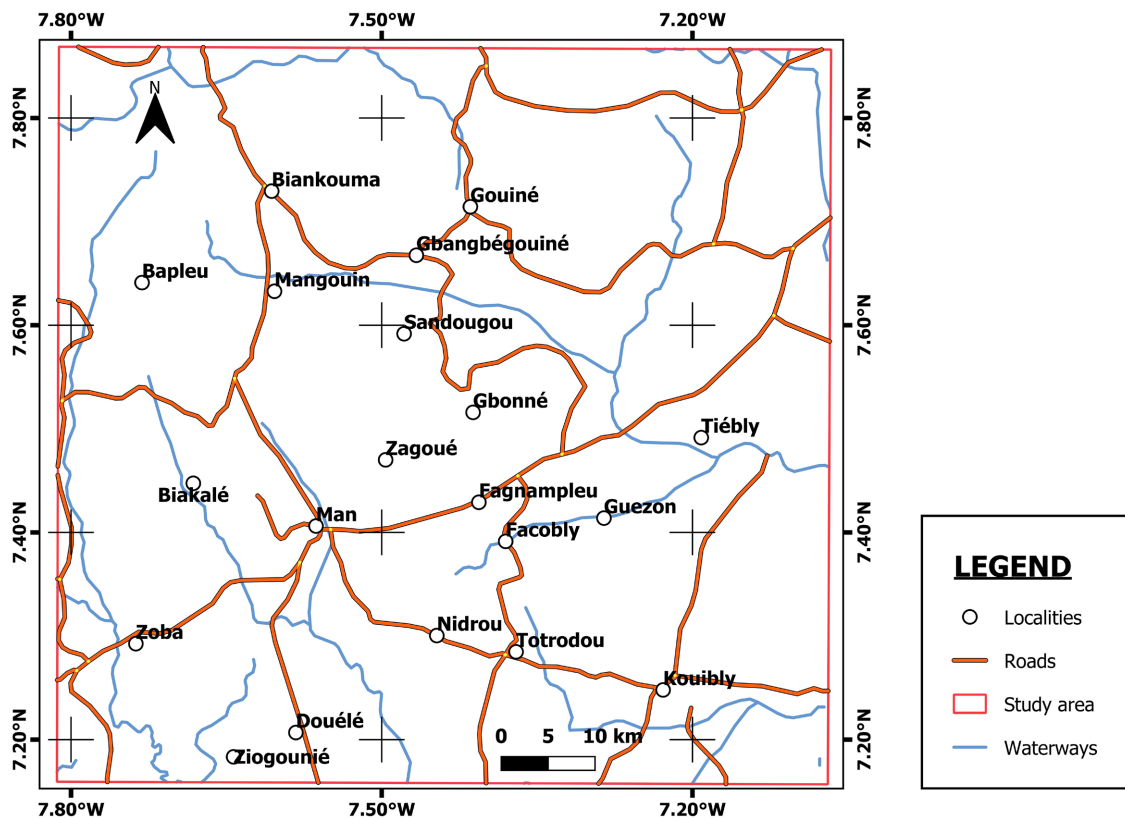 7.80°W 7.50°W 7.20°W
N
7.80°N 7.80°N
Biankouma
Gouiné
Gbangbégouiné
Bapleu
Mangouin
7.60°N 7.60°N
Sandougou
Gbonné
Tiébly
Zagoué
Biakalé
Fagnampleu
Guezon
Man
Facobly
7.40°N 7.40°N
Zoba
Nidrou
Totrodou
Kouibly
Douélé
Ziogounié
7.20°N 7.20°N
0 5 10 km
7.80°W 7.50°W 7.20°W
LEGEND
Localities
Roads
Study area
Waterways